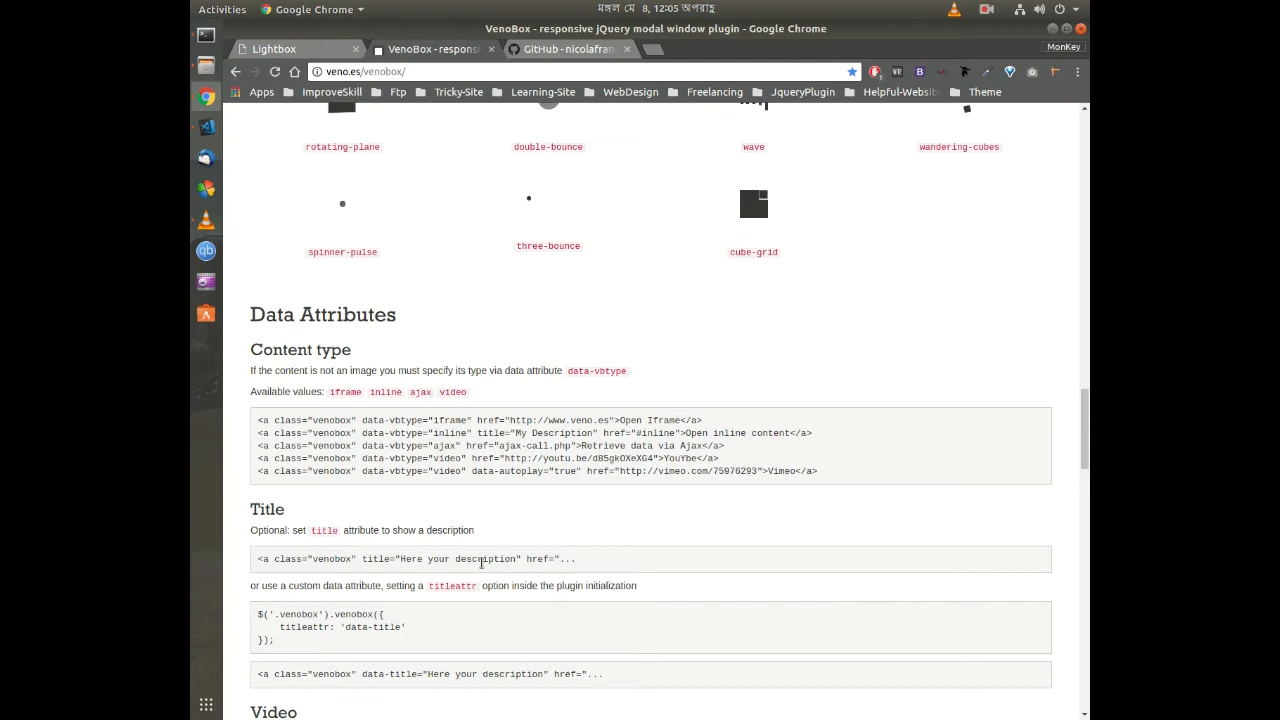 Activities
Google Chrome
মঙ্গল মে 8, 12:05 অপরাহ্ণ
VenoBox - responsive jQuery modal window plugin - Google Chrome
Lightbox
VenoBox - respons
GitHub - nicolafran
MonKey
veno.es/venobox/
Apps
ImproveSkill
Ftp
Tricky-Site
Learning-Site
WebDesign
Freelancing
JqueryPlugin
HelpFul-Website
Theme
rotating-plane
double-bounce
wave
wandering-cubes
spinner-pulse
three-bounce
cube-grid
Data Attributes
Content type
If the content is not an image you must specify its type via data attribute data-vbtype
Available values: iframe inline ajax video
<a class="venobox" data-vbtype="iframe" href="http://www.veno.es">Open Iframe</a>
<a class="venobox" data-vbtype="inline" title="My Description" href="#inline">Open inline content</a>
<a class="venobox" data-vbtype="ajax" href="ajax-call.php">Retrieve data via Ajax</a>
<a class="venobox" data-vbtype="video" href="http://youtu.be/d85gkOXeXG4">YouYbe</a>
<a class="venobox" data-vbtype="video" data-autoplay="true" href="http://vimeo.com/75976293">Vimeo</a>
Title
Optional: set title attribute to show a description
<a class="venobox" title="Here your description" href="...
or use a custom data attribute, setting a titleattr option inside the plugin initialization
$('.venobox').venobox({
titleattr: 'data-title'
});
<a class="venobox" data-title="Here your description" href="...
Video